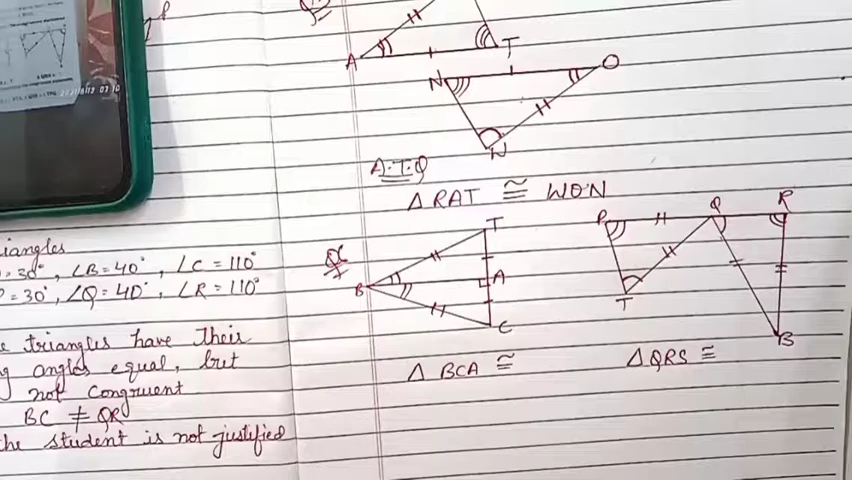 A
T
N
O
W
A.T.Q
Δ RAT ≅ WON
iangles
30°, ∠B = 40°, ∠C = 110°
= 30°, ∠Q = 40°, ∠R = 110°
e triangles have their
angles equal, but
not congruent
BC ≠ QR
the student is not justified
T
B
A
C
P
Q
R
T
B
Δ BCA ≅
Δ QRS ≅